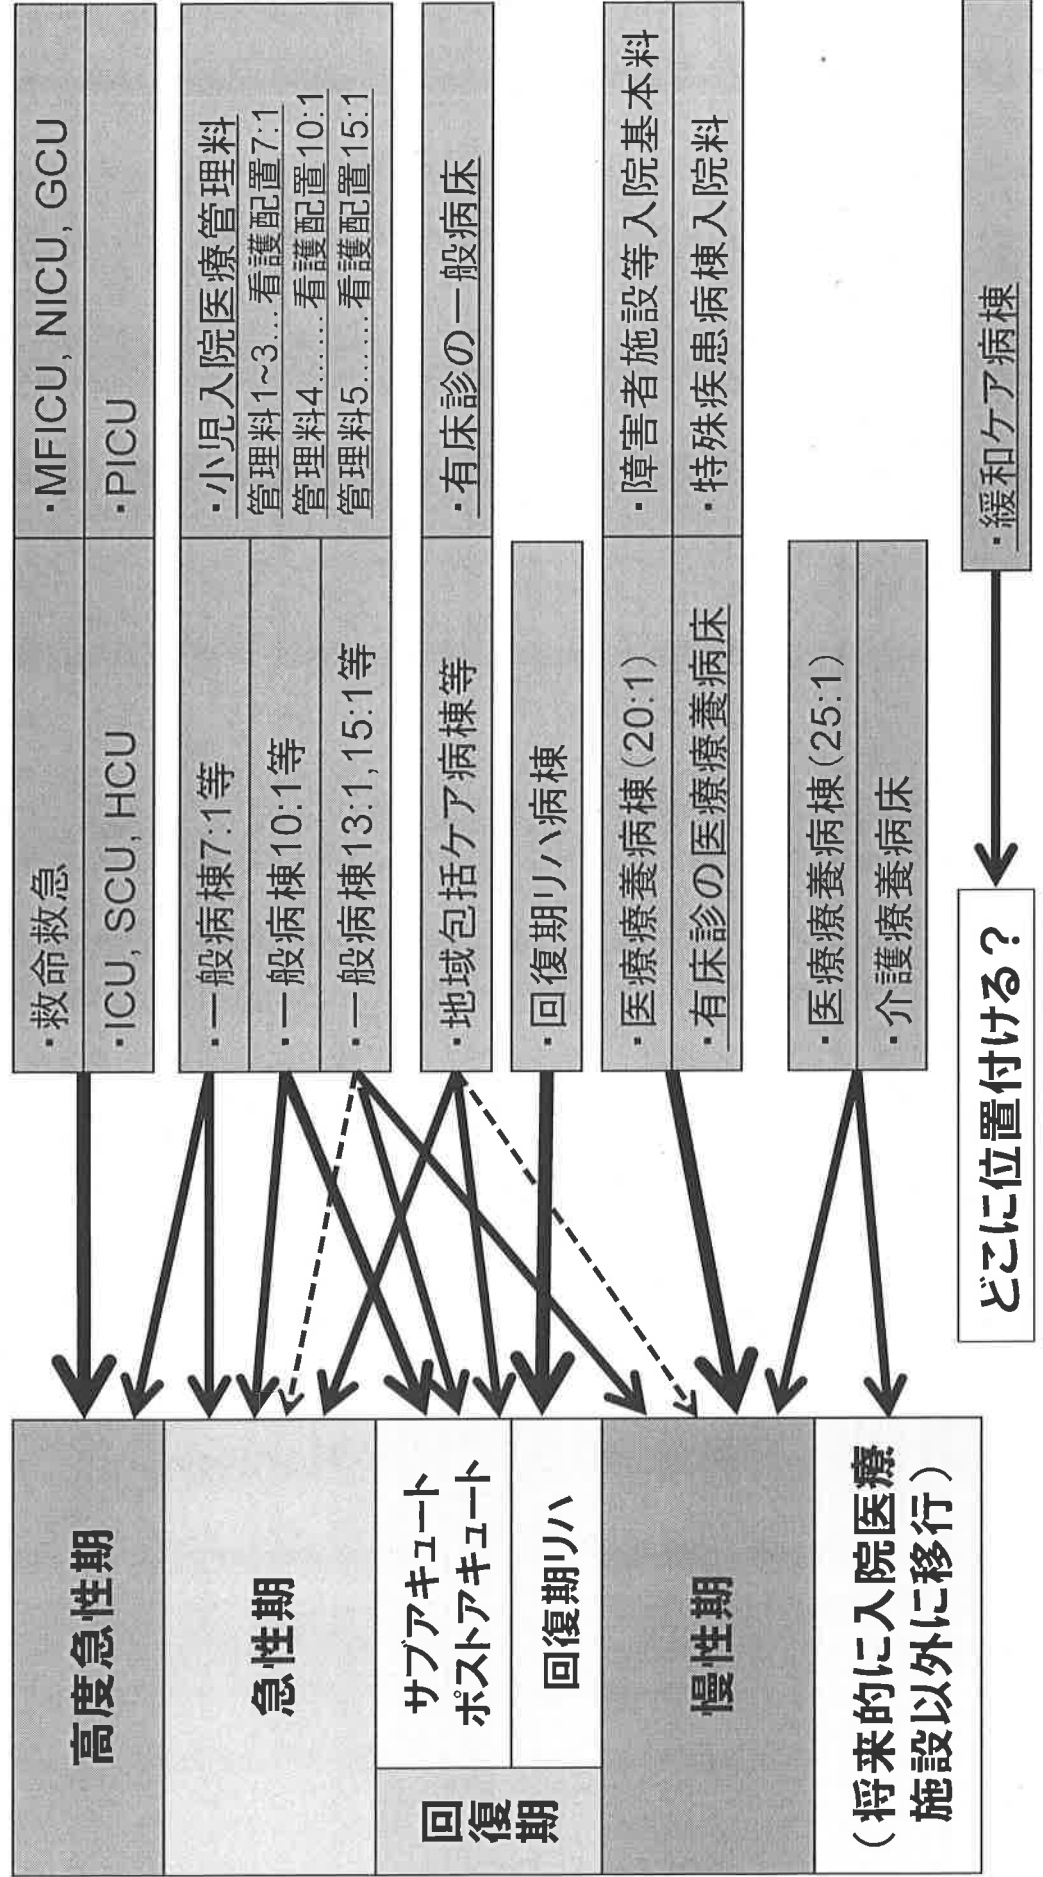 高度急性期
急性期
回復期
サブアキュート
ポストアキュート
回復期リハ
慢性期
（将来的に入院医療
施設以外に移行）
・救命救急
・MFICU, NICU, GCU
・ICU, SCU, HCU
・PICU
・一般病棟7:1等
・一般病棟10:1等
・一般病棟13:1,15:1等
・小児入院医療管理料
管理料1~3…看護配置7:1
管理料4........看護配置10:1
管理料5.......看護配置15:1
・地域包括ケア病棟等
・有床診の一般病床
・回復期リハ病棟
・医療療養病棟(20:1)
・障害者施設等入院基本料
・有床診の医療療養病床
・特殊疾患病棟入院料
・医療療養病棟(25:1)
・介護療養病床
どこに位置付ける？
・緩和ケア病棟